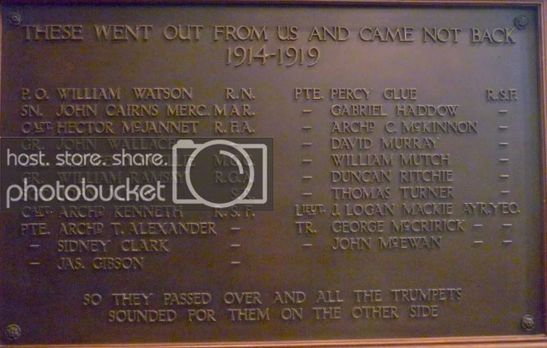 THESE WENT OUT FROM US AND CAME NOT BACK
1914-1919
P.O. WILLIAM WATSON R.N.
SN. JOHN CAIRNS MERC. MAR.
HECTOR McJANNET R.F.A.
GR. JOHN WALLACE
WILLIAM RAMSAY
ARCHD. KENNETH R.S.F.
PTE. ARCHD. T. ALEXANDER –
– SIDNEY CLARK –
– JAS. GIBSON –
PTE. PERCY GLUE R.S.F.
– GABRIEL HADDOW –
– ARCHD. C. McKINNON –
– DAVID MURRAY –
– WILLIAM MUTCH –
– DUNCAN RITCHIE –
– THOMAS TURNER –
LIEUT. J. LOGAN MACKIE AYR.YEO.
TR. GEORGE McCRIRICK – –
– JOHN McEWAN – –
SO THEY PASSED OVER AND ALL THE TRUMPETS
SOUNDED FOR THEM ON THE OTHER SIDE
host. store. share.
photobucket